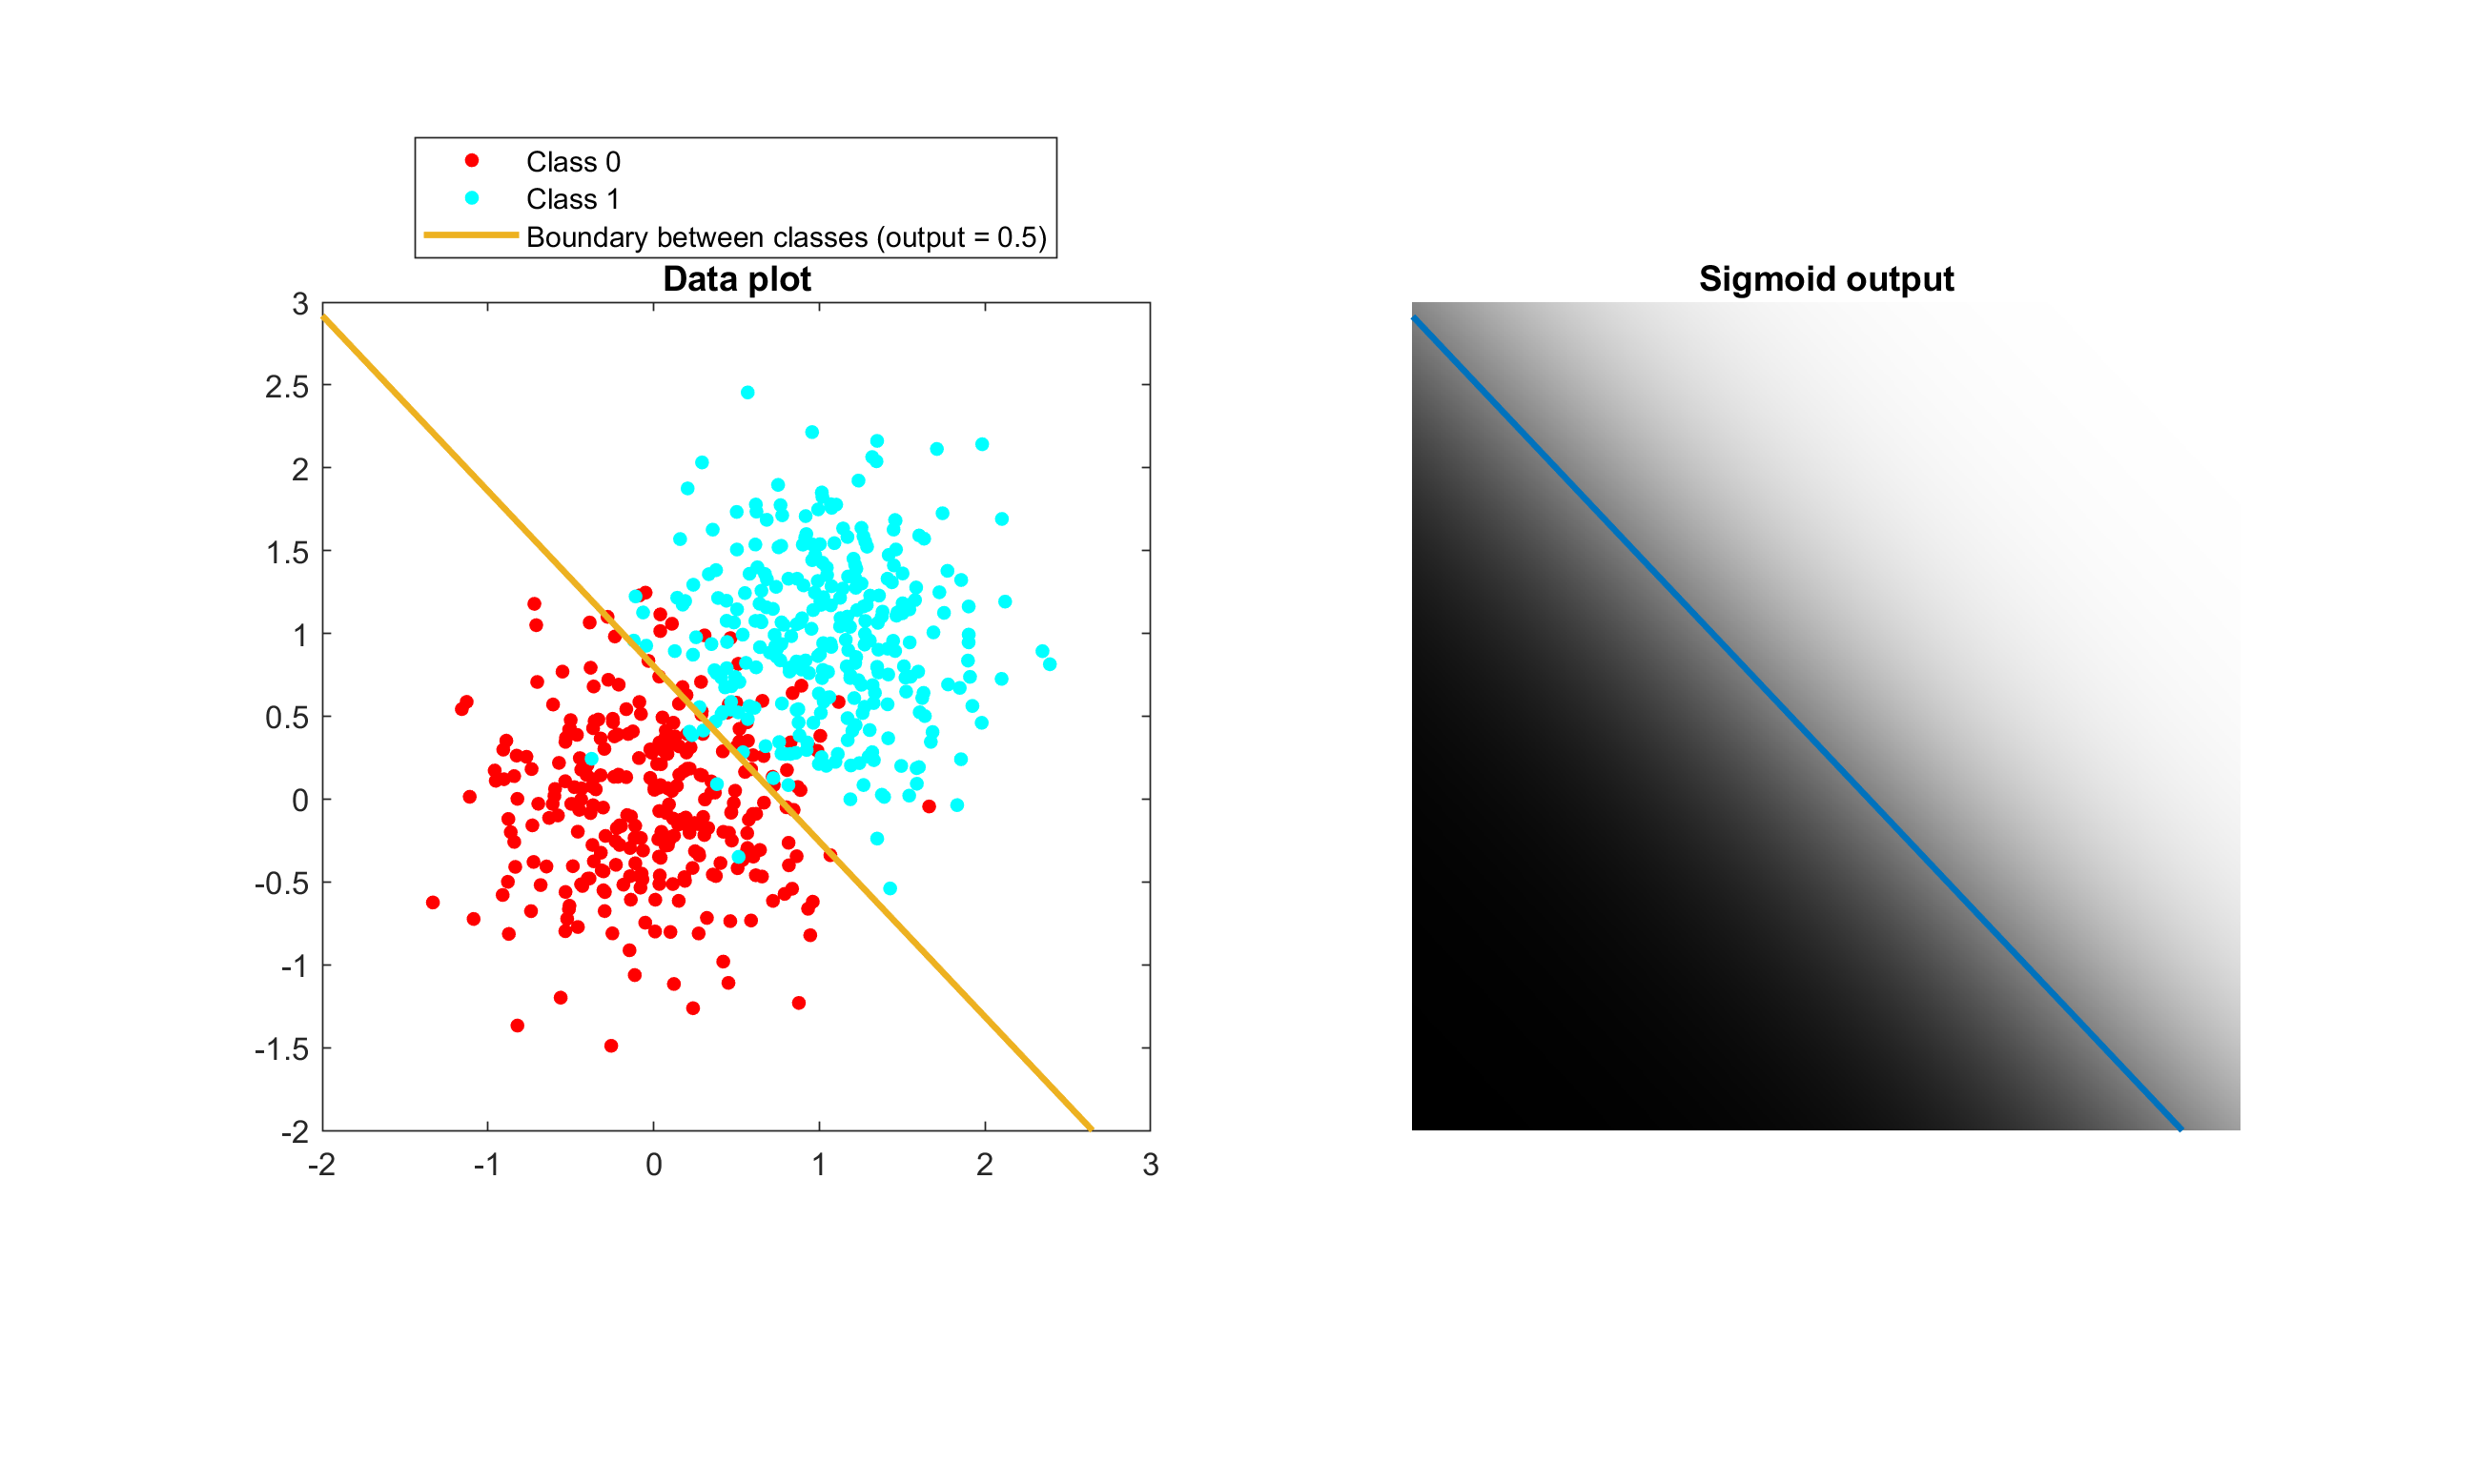 Class 0
Class 1
Boundary between classes (output = 0.5)
Data plot
3
2.5
2
1.5
1
0.5
0
-0.5
-1
-1.5
-2
-2 -1 0 1 2 3
Sigmoid output